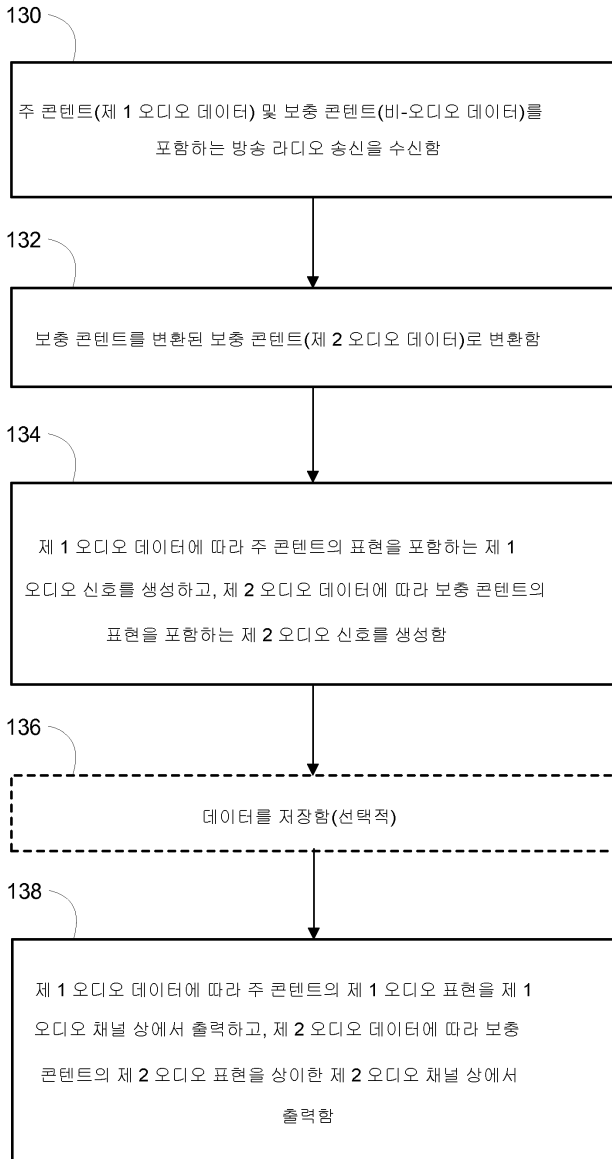 130
주 콘텐트(제 1 오디오 데이터) 및 보충 콘텐트(비-오디오 데이터)를
포함하는 방송 라디오 송신을 수신함
132
보충 콘텐트를 변환된 보충 콘텐트(제 2 오디오 데이터)로 변환함
134
제 1 오디오 데이터에 따라 주 콘텐트의 표현을 포함하는 제 1
오디오 신호를 생성하고, 제 2 오디오 데이터에 따라 보충 콘텐트의
표현을 포함하는 제 2 오디오 신호를 생성함
136
데이터를 저장함(선택적)
138
제 1 오디오 데이터에 따라 주 콘텐트의 제 1 오디오 표현을 제 1
오디오 채널 상에서 출력하고, 제 2 오디오 데이터에 따라 보충
콘텐트의 제 2 오디오 표현을 상이한 제 2 오디오 채널 상에서
출력함